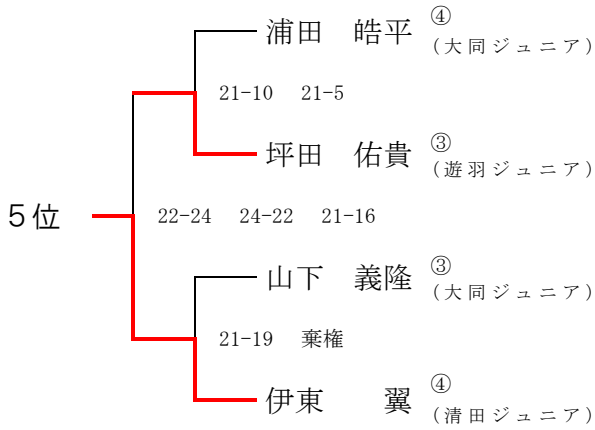 浦田　皓平 ④
(大同ジュニア)
21-10　21-5
坪田　佑貴 ③
(遊羽ジュニア)
５位
22-24　24-22　21-16
山下　義隆 ③
(大同ジュニア)
21-19　棄権
伊東　　翼 ④
(清田ジュニア)